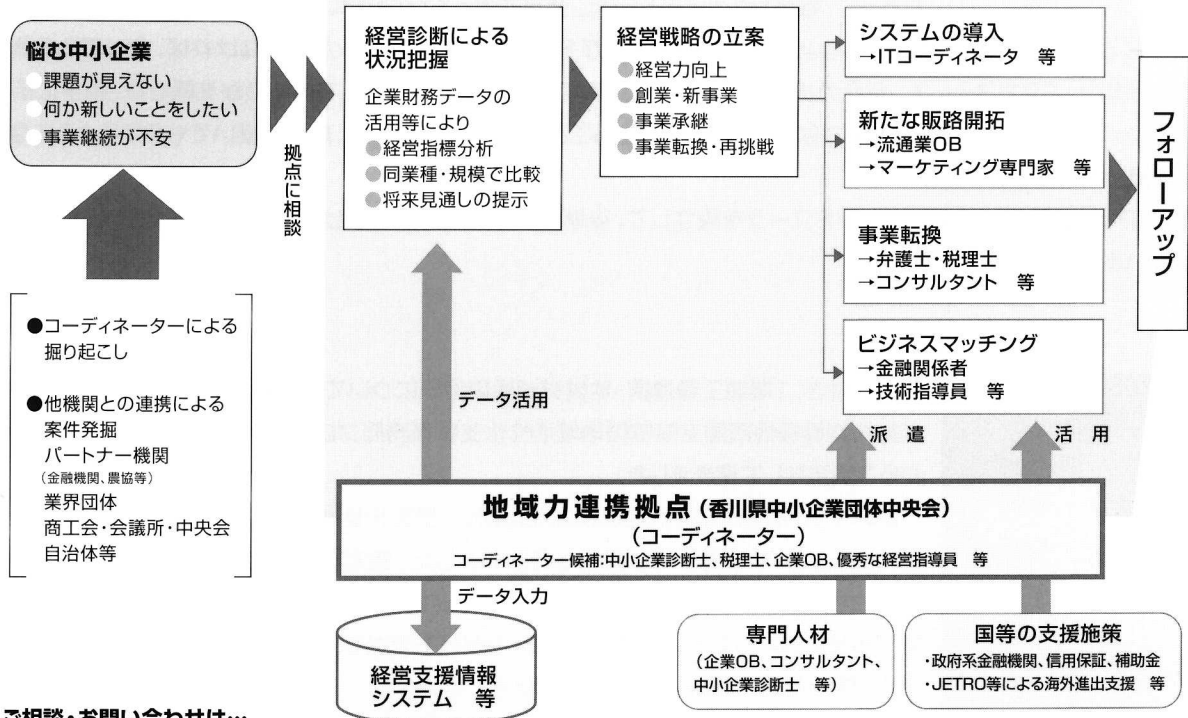 悩む中小企業
課題が見えない
何か新しいことをしたい
事業継続が不安
拠点に相談
経営診断による
状況把握
企業財務データの
活用等により
●経営指標分析
●同業種・規模で比較
●将来見通しの提示
経営戦略の立案
●経営力向上
●創業・新事業
●事業承継
●事業転換・再挑戦
システムの導入
→ITコーディネータ 等
新たな販路開拓
→流通業OB
→マーケティング専門家 等
事業転換
→弁護士・税理士
→コンサルタント 等
ビジネスマッチング
→金融関係者
→技術指導員 等
フォローアップ
●コーディネーターによる
掘り起こし
●他機関との連携による
案件発掘
パートナー機関
(金融機関、農協等)
業界団体
商工会・会議所・中央会
自治体等
データ活用
派 遣
活 用
地域力連携拠点(香川県中小企業団体中央会)
(コーディネーター)
コーディネーター候補:中小企業診断士、税理士、企業OB、優秀な経営指導員 等
データ入力
経営支援情報
システム 等
専門人材
(企業OB、コンサルタント、
中小企業診断士 等)
国等の支援施策
・政府系金融機関、信用保証、補助金
・JETRO等による海外進出支援 等
ご相談・お問い合わせは…